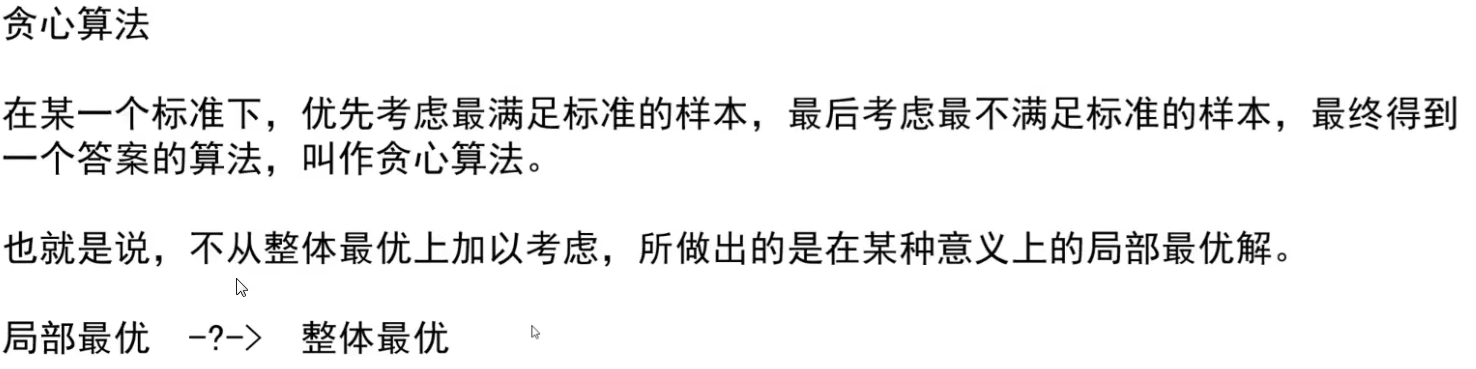 贪心算法
在某一个标准下，优先考虑最满足标准的样本，最后考虑最不满足标准的样本，最终得到
一个答案的算法，叫作贪心算法。
也就是说，不从整体最优上加以考虑，所做出的是在某种意义上的局部最优解。
局部最优 -?-> 整体最优